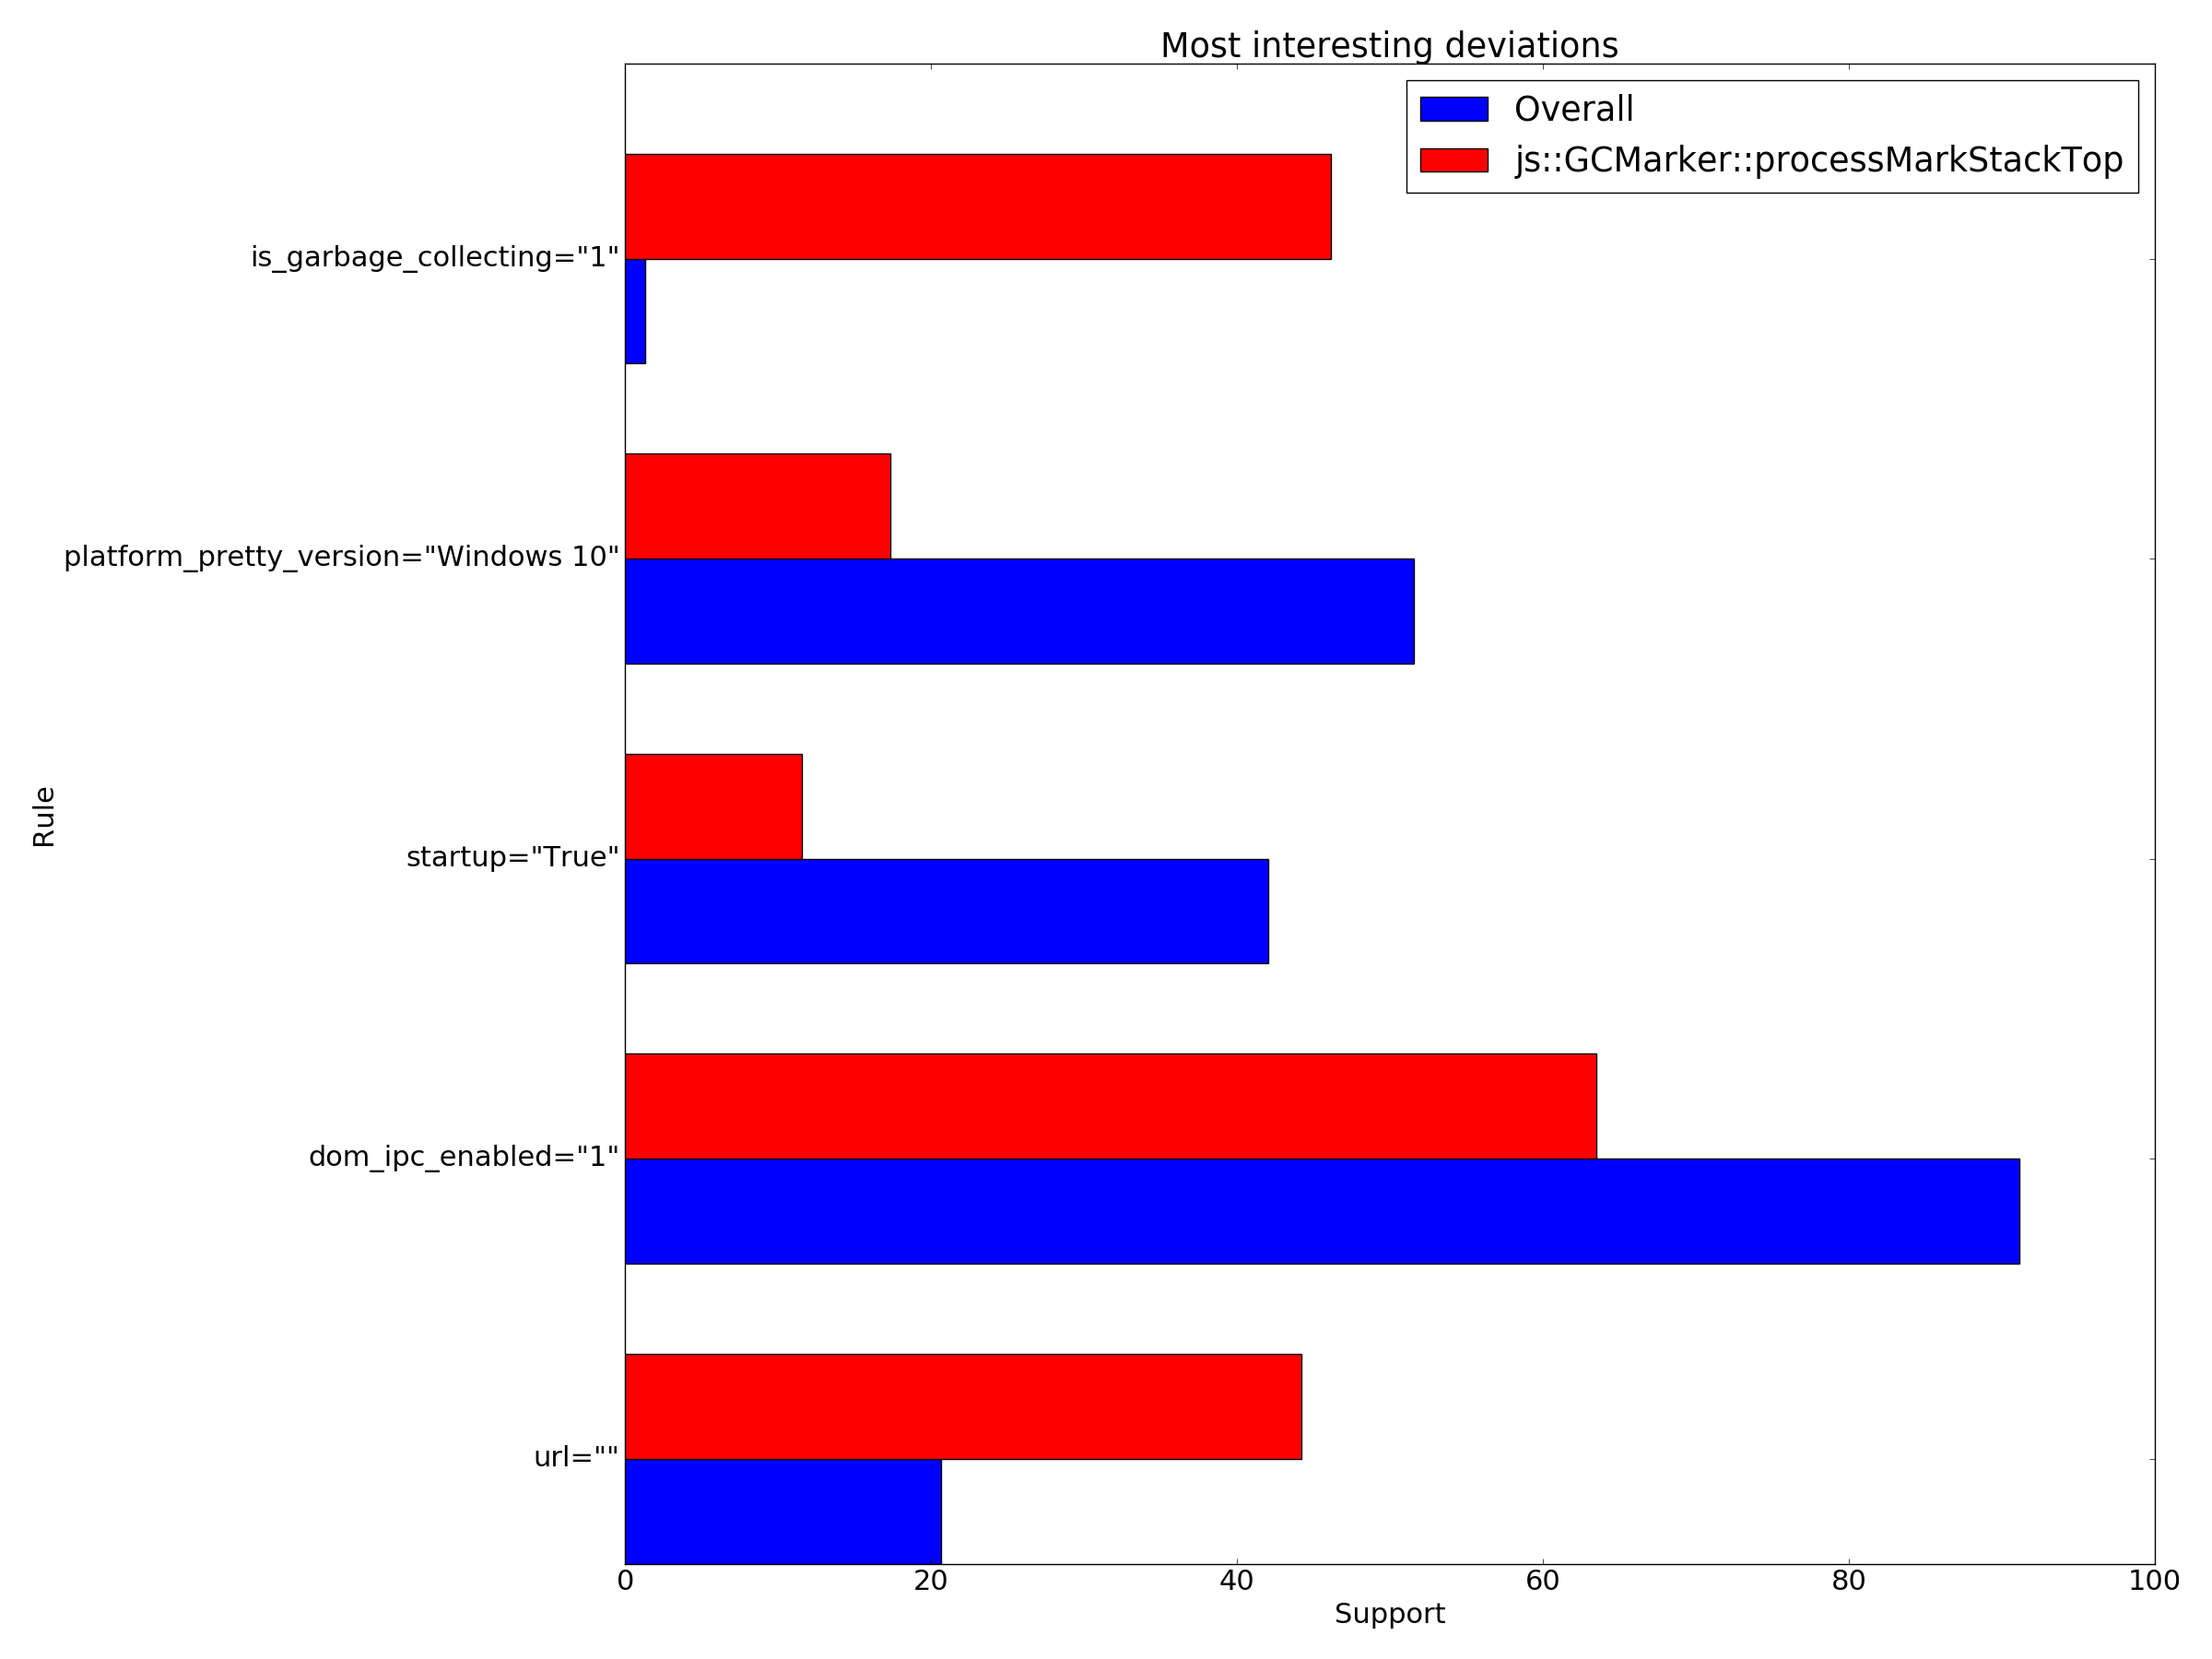 Most interesting deviations
Overall
js::GCMarker::processMarkStackTop
is_garbage_collecting="1"
platform_pretty_version="Windows 10"
startup="True"
dom_ipc_enabled="1"
url=""
Rule
0 20 40 60 80 100
Support